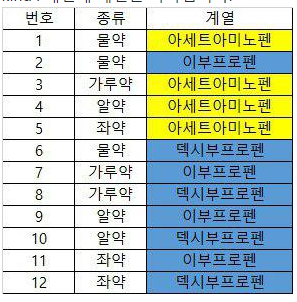 번호 종류 계열
1 물약 아세트아미노펜
2 물약 이부프로펜
3 가루약 아세트아미노펜
4 알약 아세트아미노펜
5 좌약 아세트아미노펜
6 물약 덱시부프로펜
7 가루약 이부프로펜
8 가루약 덱시부프로펜
9 알약 이부프로펜
10 알약 덱시부프로펜
11 좌약 이부프로펜
12 좌약 덱시부프로펜